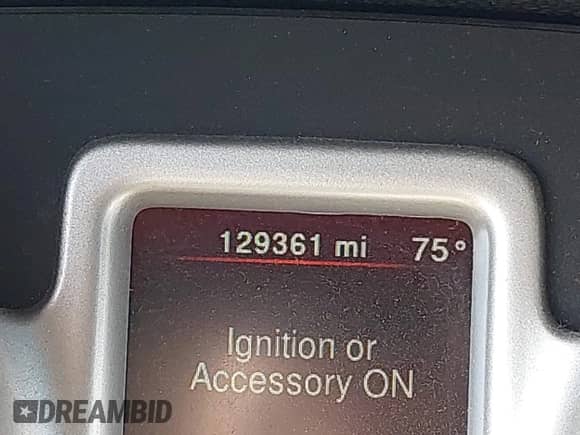 129361 mi 75°
Ignition or
Accessory ON
DREAMBID